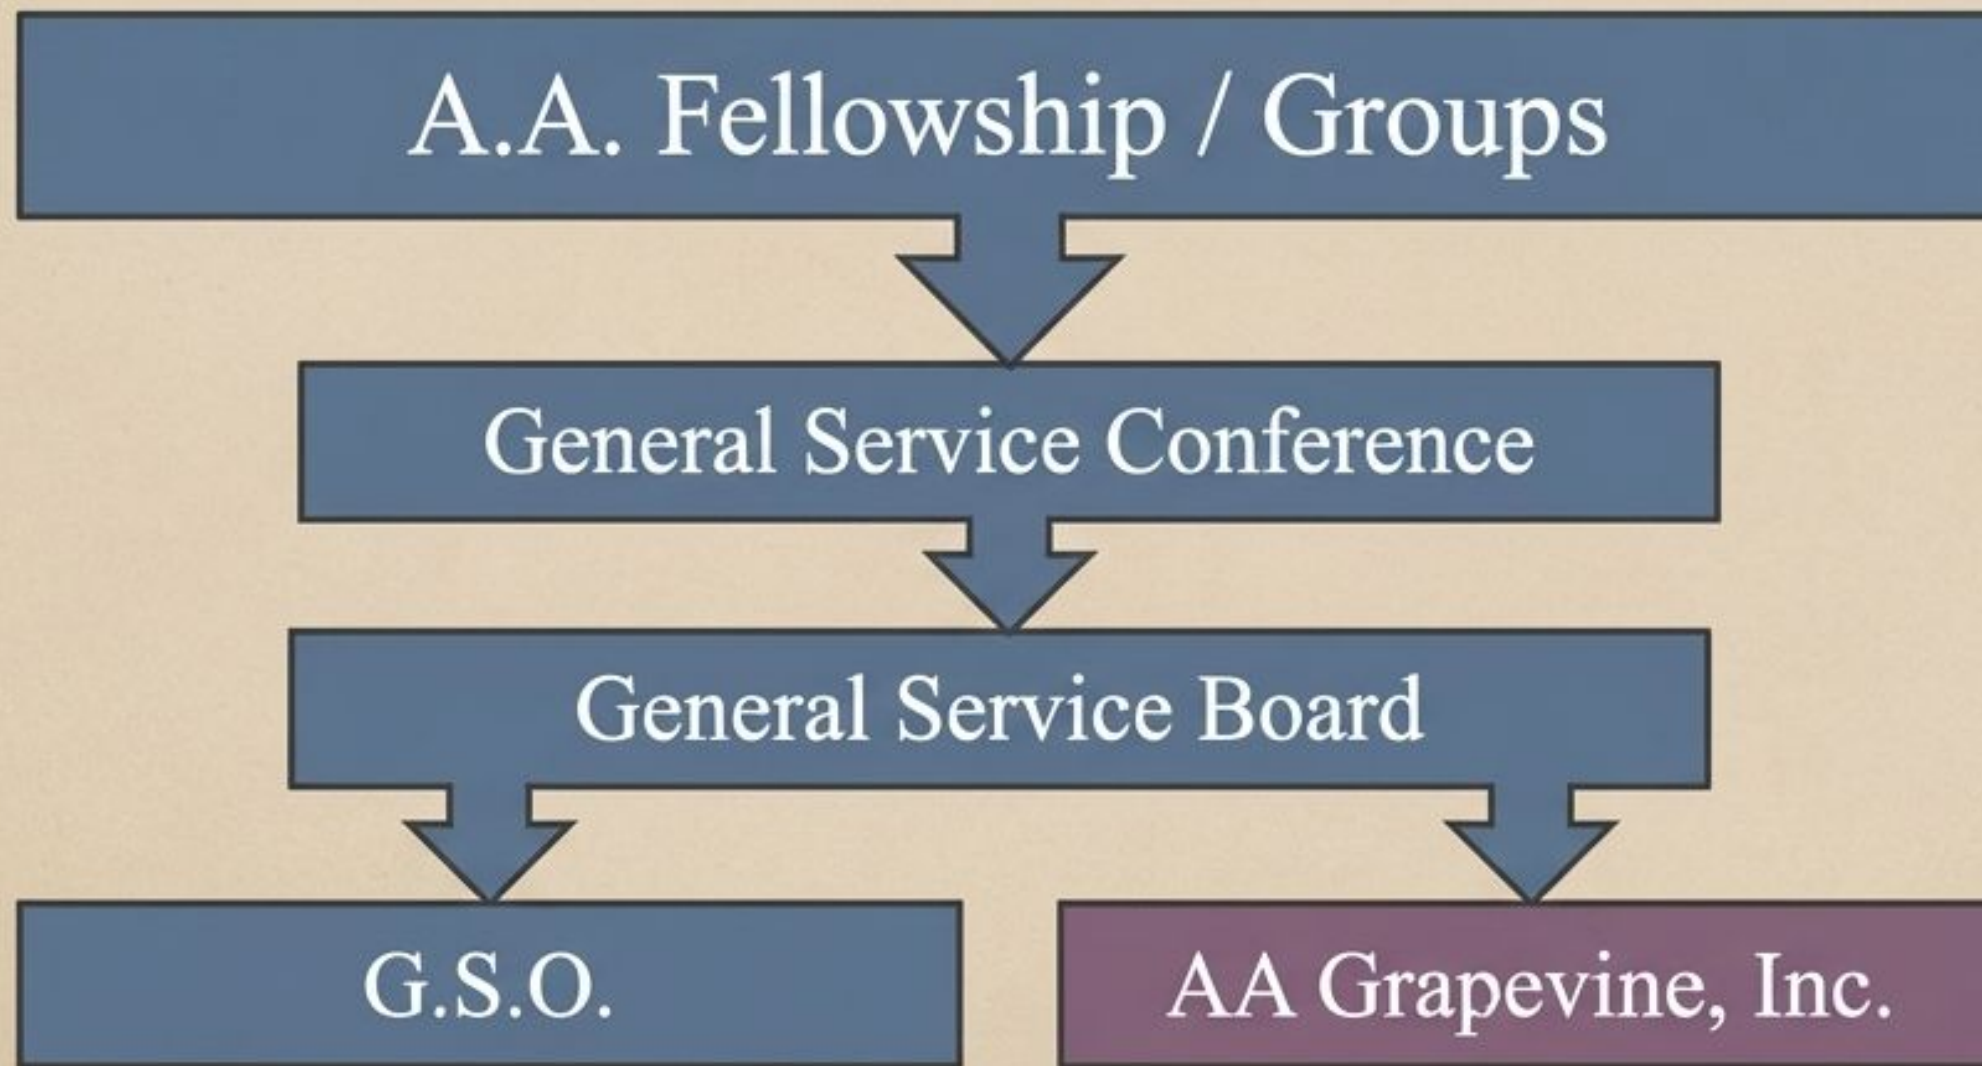 A.A. Fellowship / Groups
General Service Conference
General Service Board
G.S.O.
AA Grapevine, Inc.